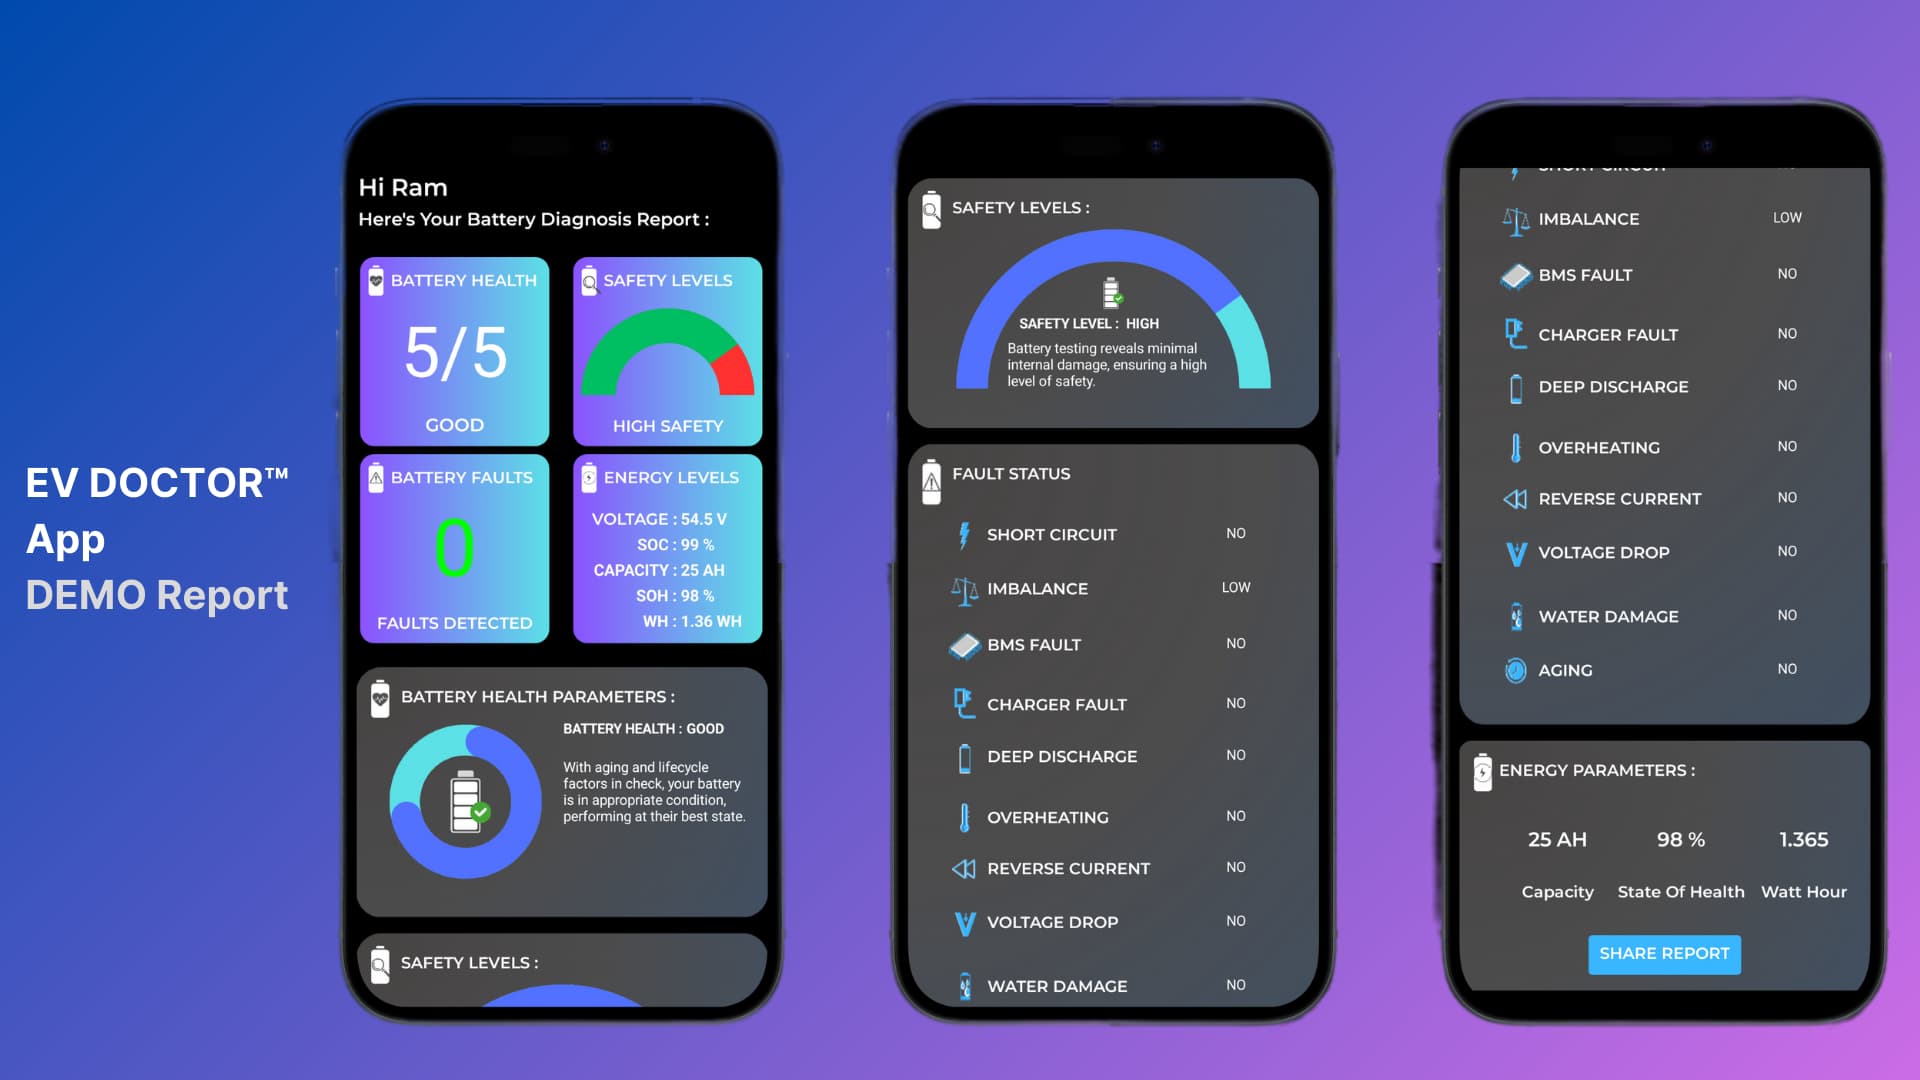 EV DOCTOR™
App
DEMO Report
Hi Ram
Here's Your Battery Diagnosis Report :
BATTERY HEALTH
5/5
GOOD
SAFETY LEVELS
HIGH SAFETY
BATTERY FAULTS
0
FAULTS DETECTED
ENERGY LEVELS
VOLTAGE : 54.5 V
SOC : 99 %
CAPACITY : 25 AH
SOH : 98 %
WH : 1.36 WH
BATTERY HEALTH PARAMETERS :
BATTERY HEALTH : GOOD
With aging and lifecycle
factors in check, your battery
is in appropriate condition,
performing at their best state.
SAFETY LEVELS :
SAFETY LEVELS :
SAFETY LEVEL : HIGH
Battery testing reveals minimal
internal damage, ensuring a high
level of safety.
FAULT STATUS
SHORT CIRCUIT NO
IMBALANCE LOW
BMS FAULT NO
CHARGER FAULT NO
DEEP DISCHARGE NO
OVERHEATING NO
REVERSE CURRENT NO
VOLTAGE DROP NO
WATER DAMAGE NO
SHORT CIRCUIT
IMBALANCE LOW
BMS FAULT NO
CHARGER FAULT NO
DEEP DISCHARGE NO
OVERHEATING NO
REVERSE CURRENT NO
VOLTAGE DROP NO
WATER DAMAGE NO
AGING NO
ENERGY PARAMETERS :
25 AH 98 % 1.365
Capacity State Of Health Watt Hour
SHARE REPORT